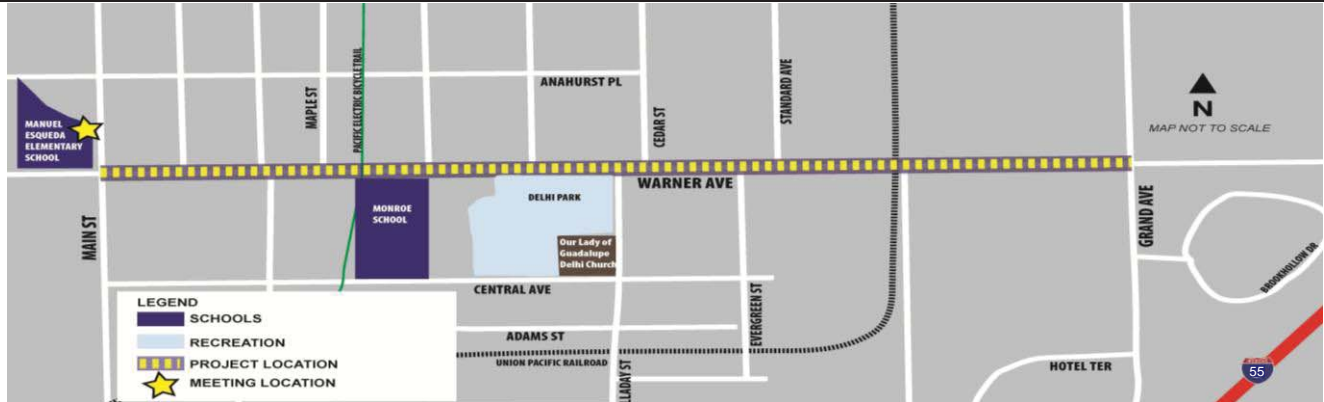 ANAHURST PL
MAPLE ST
PACIFIC ELECTRIC BICYCLE TRAIL
CEDAR ST
STANDARD AVE
N
MAP NOT TO SCALE
MANUEL
ESQUEDA
ELEMENTARY
SCHOOL
WARNER AVE
MAIN ST
MONROE
SCHOOL
DELHI PARK
Our Lady of
Guadalupe
Delhi Church
GRAND AVE
BROOKHOLLOW DR
CENTRAL AVE
EVERGREEN ST
LEGEND
SCHOOLS
RECREATION
PROJECT LOCATION
MEETING LOCATION
ADAMS ST
UNION PACIFIC RAILROAD
LLADAY ST
HOTEL TER
55